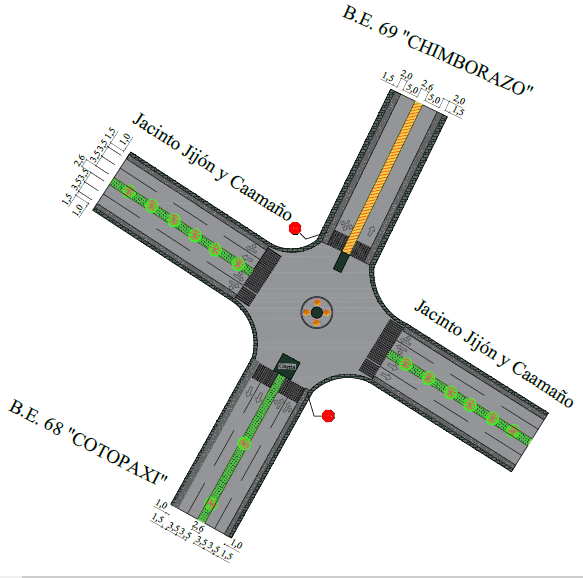 B.E. 69 "CHIMBORAZO"
1,5 2,0 5,0 2,6 5,0 2,0 1,5
Jacinto Jijón y Caamaño
1,5 1,0 3,5 3,5 2,6 3,5 3,5 1,5 1,0
Jacinto Jijón y Caamaño
B.E. 68 "COTOPAXI"
1,0 1,5 3,5 3,5 2,6 3,5 3,5 1,5 1,0